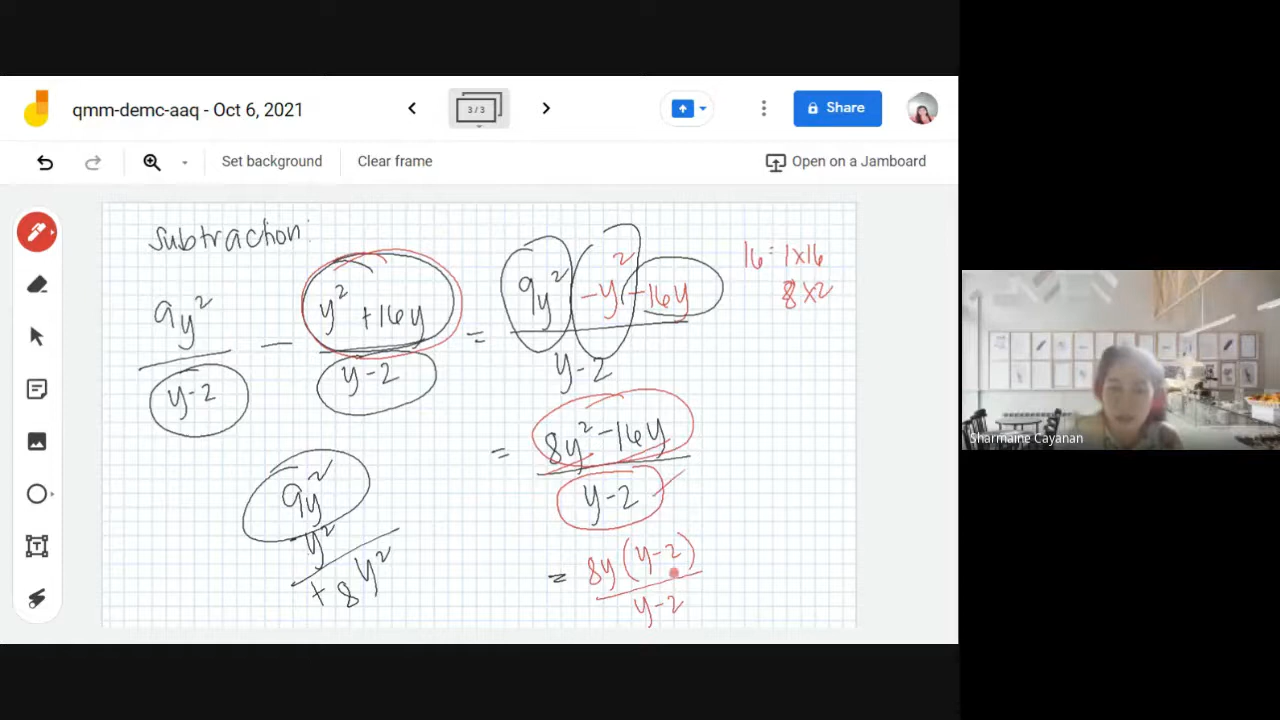 qmm-demc-aaq - Oct 6, 2021
3 / 3
Share
Set background
Clear frame
Open on a Jamboard
Subtraction:
9y² / y-2 - y² + 16y / y-2 = 9y² - y² - 16y / y-2
16 = 1x16
8x2
= 8y² - 16y / y-2
9y²
- y²
+ 8y²
= 8y(y-2) / y-2
Sharmaine Cayanan